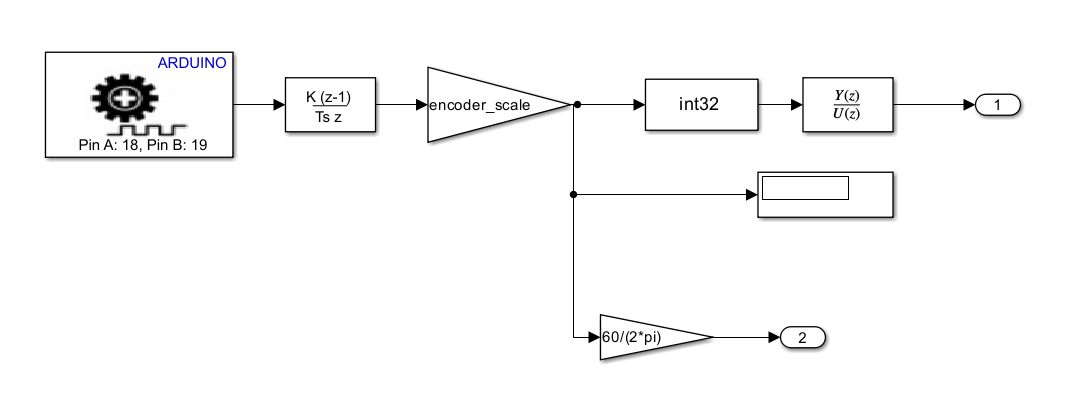 ARDUINO
Pin A: 18, Pin B: 19
K (z-1)
Ts z
encoder_scale
int32
Y(z)
U(z)
1
60/(2*pi)
2